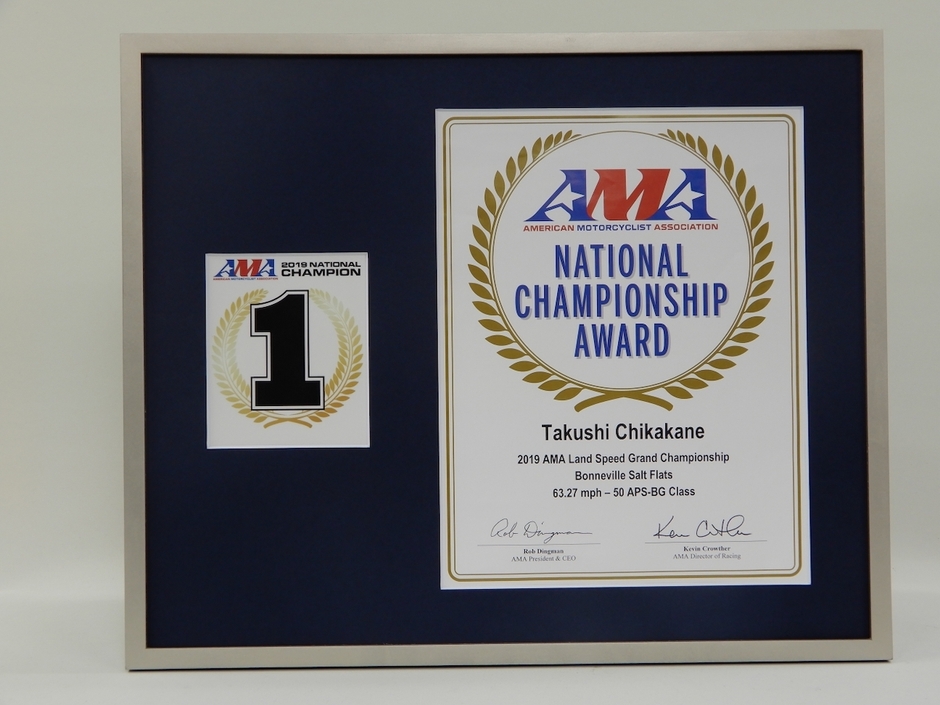 AMA
AMERICAN MOTORCYCLIST ASSOCIATION
2019 NATIONAL
CHAMPION
1
AMA
AMERICAN MOTORCYCLIST ASSOCIATION
NATIONAL
CHAMPIONSHIP
AWARD
Takushi Chikakane
2019 AMA Land Speed Grand Championship
Bonneville Salt Flats
63.27 mph – 50 APS-BG Class
Rob Dingman
Rob Dingman
AMA President & CEO
Kevin Crowther
AMA Director of Racing